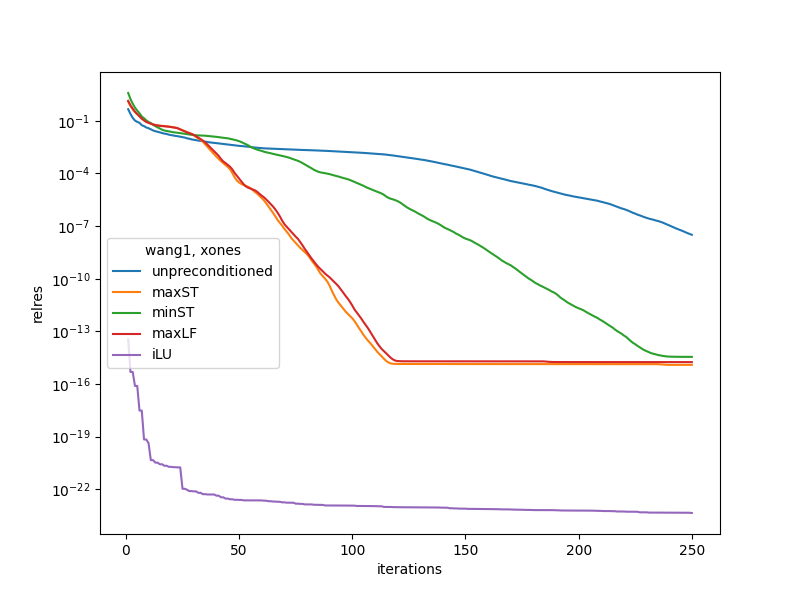 10⁻¹
10⁻⁴
10⁻⁷
10⁻¹⁰
10⁻¹³
10⁻¹⁶
10⁻¹⁹
10⁻²²
relres
wang1, xones
unpreconditioned
maxST
minST
maxLF
iLU
0 50 100 150 200 250
iterations